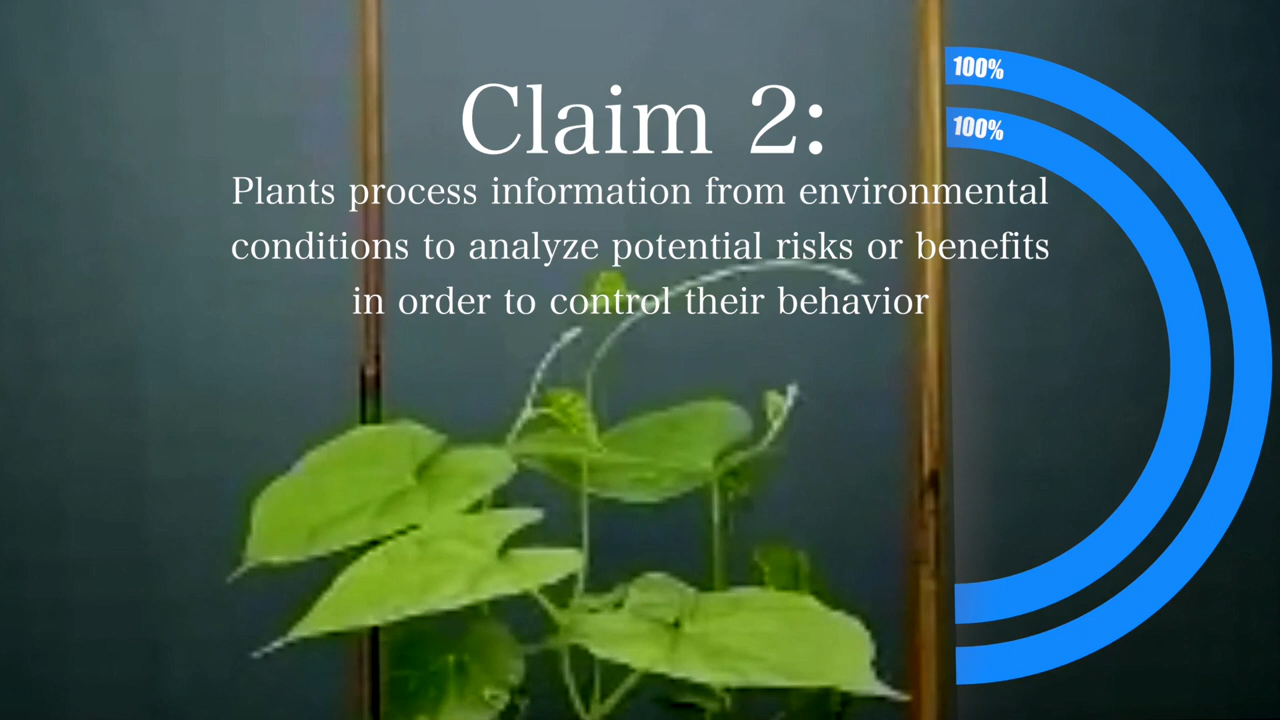 Claim 2:
Plants process information from environmental
conditions to analyze potential risks or benefits
in order to control their behavior
100%
100%